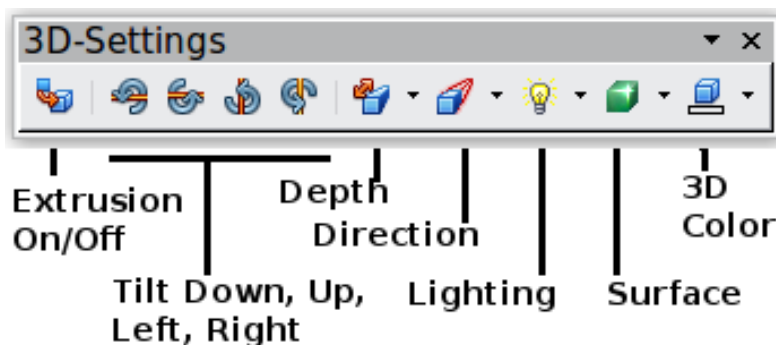 3D-Settings
Extrusion
On/Off
Tilt Down, Up,
Left, Right
Depth
Direction
Lighting
Surface
3D
Color